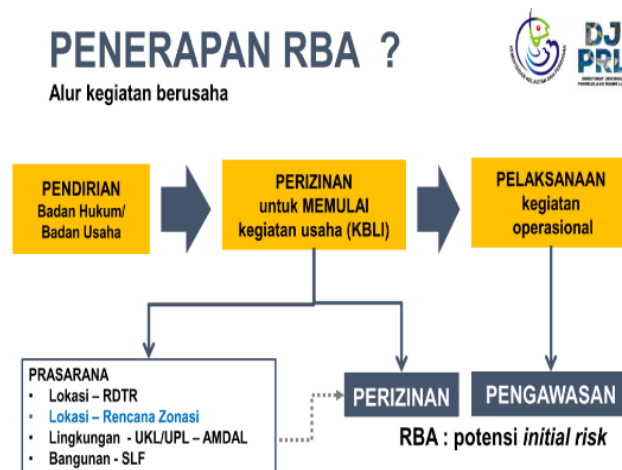 PENERAPAN RBA ?
Alur kegiatan berusaha
DJ
PRL
PENDIRIAN
Badan Hukum/
Badan Usaha
PERIZINAN
untuk MEMULAI
kegiatan usaha (KBLI)
PELAKSANAAN
kegiatan
operasional
PRASARANA
• Lokasi – RDTR
• Lokasi – Rencana Zonasi
• Lingkungan - UKL/UPL – AMDAL
• Bangunan - SLF
PERIZINAN
PENGAWASAN
RBA : potensi initial risk